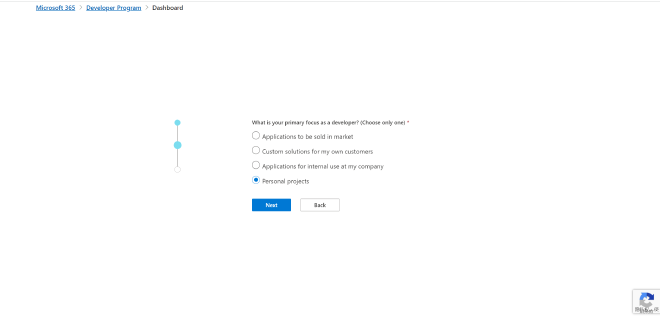 Microsoft 365 > Developer Program > Dashboard
What is your primary focus as a developer? (Choose only one) *
Applications to be sold in market
Custom solutions for my own customers
Applications for internal use at my company
Personal projects
Next Back